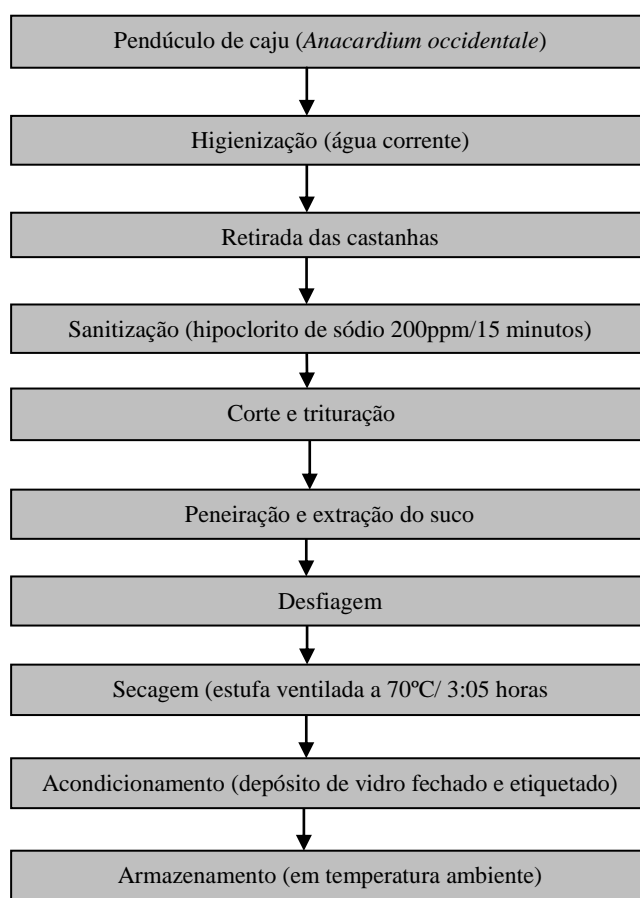 Pendúculo de caju (Anacardium occidentale)
Higienização (água corrente)
Retirada das castanhas
Sanitização (hipoclorito de sódio 200ppm/15 minutos)
Corte e trituração
Peneiração e extração do suco
Desfiagem
Secagem (estufa ventilada a 70ºC/ 3:05 horas
Acondicionamento (depósito de vidro fechado e etiquetado)
Armazenamento (em temperatura ambiente)